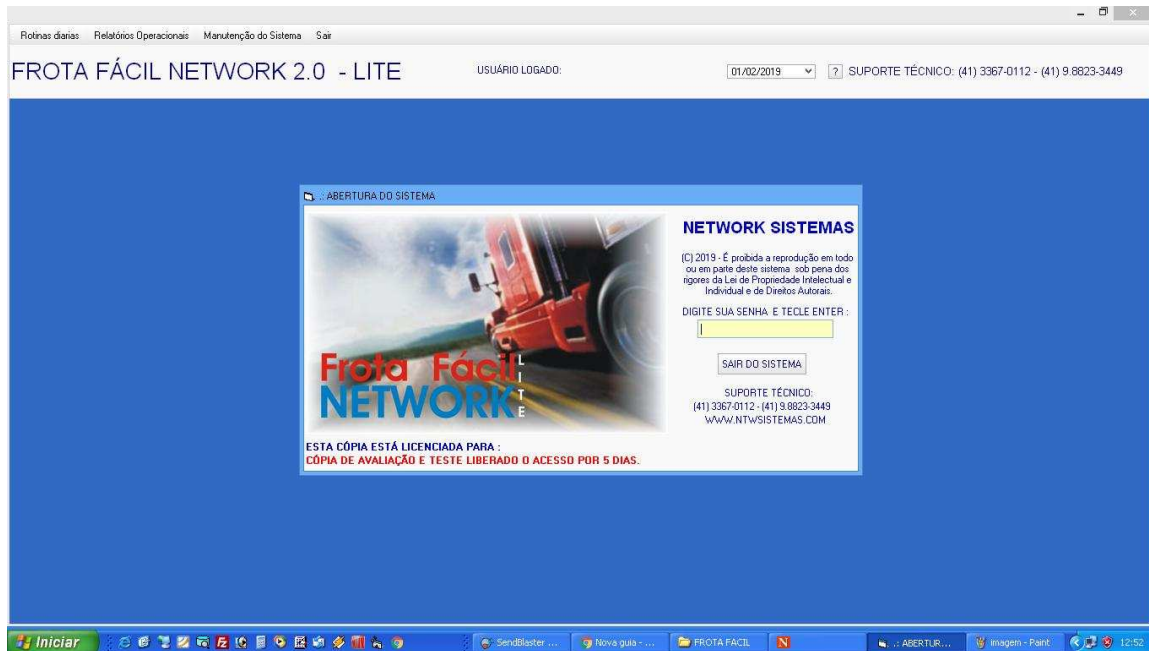 Rotinas diarias Relatórios Operacionais Manutenção do Sistema Sair
FROTA FÁCIL NETWORK 2.0 - LITE
USUÁRIO LOGADO:
01/02/2019
? SUPORTE TÉCNICO: (41) 3367-0112 - (41) 9.8823-3449
.: ABERTURA DO SISTEMA
Frota Fácil
NETWORK
LITE
NETWORK SISTEMAS
(C) 2019 - É proibida a reprodução em todo
ou em parte deste sistema sob pena dos
rigores da Lei de Propriedade Intelectual e
Individual e de Direitos Autorais.
DIGITE SUA SENHA E TECLE ENTER :
SAIR DO SISTEMA
SUPORTE TÉCNICO:
(41) 3367-0112 - (41) 9.8823-3449
WWW.NTWSISTEMAS.COM
ESTA CÓPIA ESTÁ LICENCIADA PARA :
CÓPIA DE AVALIAÇÃO E TESTE LIBERADO O ACESSO POR 5 DIAS.
Iniciar SendBlaster ... Nova guia - ... FROTA FACIL N .: ABERTUR... imagem - Paint 12:52